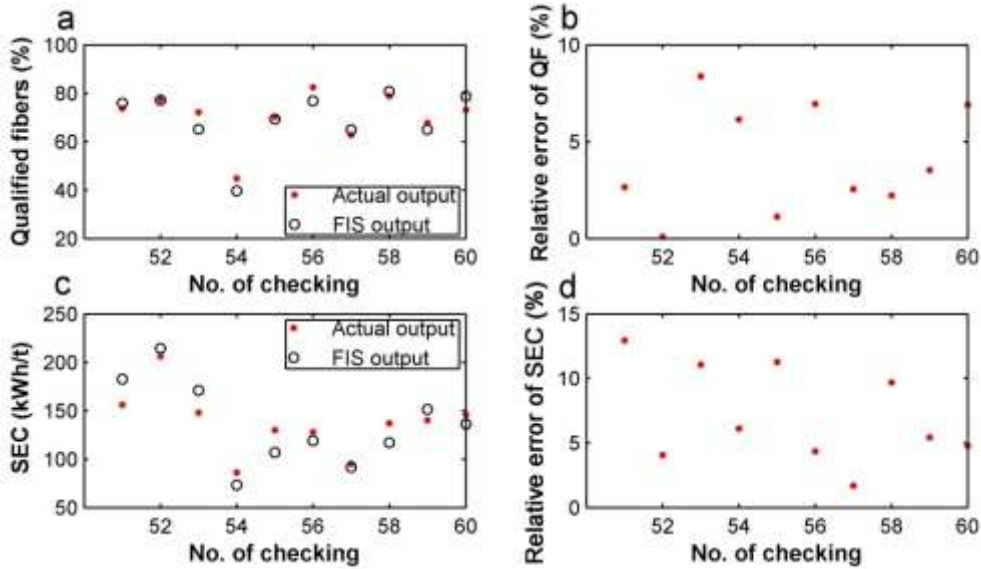 a
Qualified fibers (%)
100
80
60
40
20
Actual output
FIS output
52 54 56 58 60
No. of checking
b
Relative error of QF (%)
10
5
0
52 54 56 58 60
No. of checking
c
SEC (kWh/t)
250
200
150
100
50
Actual output
FIS output
52 54 56 58 60
No. of checking
d
Relative error of SEC (%)
15
10
5
0
52 54 56 58 60
No. of checking